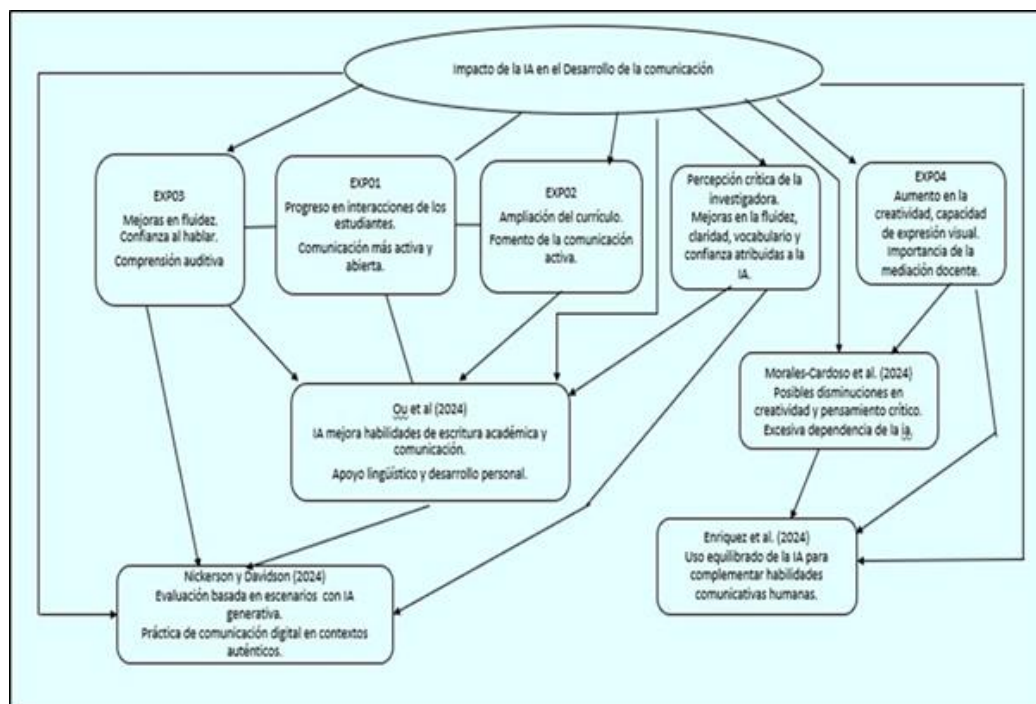 Impacto de la IA en el Desarrollo de la comunicación
EXP03
Mejoras en fluidez.
Confianza al hablar.
Comprensión auditiva
EXP01
Progreso en interacciones de los
estudiantes.
Comunicación más activa y
abierta.
EXP02
Ampliación del currículo.
Fomento de la comunicación
activa.
Percepción crítica de la
investigadora.
Mejoras en la fluidez,
claridad, vocabulario y
confianza atribuidas a la
IA.
EXP04
Aumento en la
creatividad, capacidad
de expresión visual.
Importancia de la
mediación docente.
Ou et al (2024)
IA mejora habilidades de escritura académica y
comunicación.
Apoyo lingüístico y desarrollo personal.
Morales-Cardoso et al. (2024)
Posibles disminuciones en
creatividad y pensamiento crítico.
Excesiva dependencia de la ia.
Nickerson y Davidson (2024)
Evaluación basada en escenarios con IA
generativa.
Práctica de comunicación digital en contextos
auténticos.
Enriquez et al. (2024)
Uso equilibrado de la IA para
complementar habilidades
comunicativas humanas.